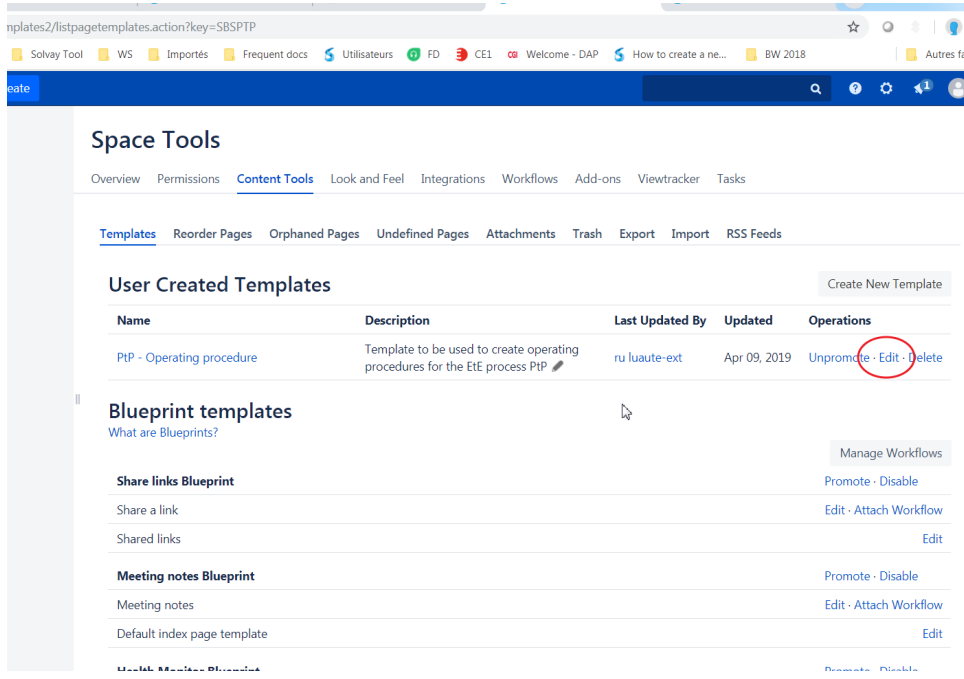 mplates2/listpagetemplates.action?key=SBSPTP
Solvay Tool WS Importés Frequent docs Utilisateurs FD CE1 Welcome - DAP How to create a ne... BW 2018 Autres fa
eate
1
Space Tools
Overview Permissions Content Tools Look and Feel Integrations Workflows Add-ons Viewtracker Tasks
Templates Reorder Pages Orphaned Pages Undefined Pages Attachments Trash Export Import RSS Feeds
User Created Templates
Create New Template
Name Description Last Updated By Updated Operations
PtP - Operating procedure
Template to be used to create operating
procedures for the EtE process PtP
ru luaute-ext Apr 09, 2019 Unpromote · Edit · Delete
Blueprint templates
What are Blueprints?
Manage Workflows
Share links Blueprint Promote · Disable
Share a link Edit · Attach Workflow
Shared links Edit
Meeting notes Blueprint Promote · Disable
Meeting notes Edit · Attach Workflow
Default index page template Edit
Health Monitor Blueprint Promote · Disable